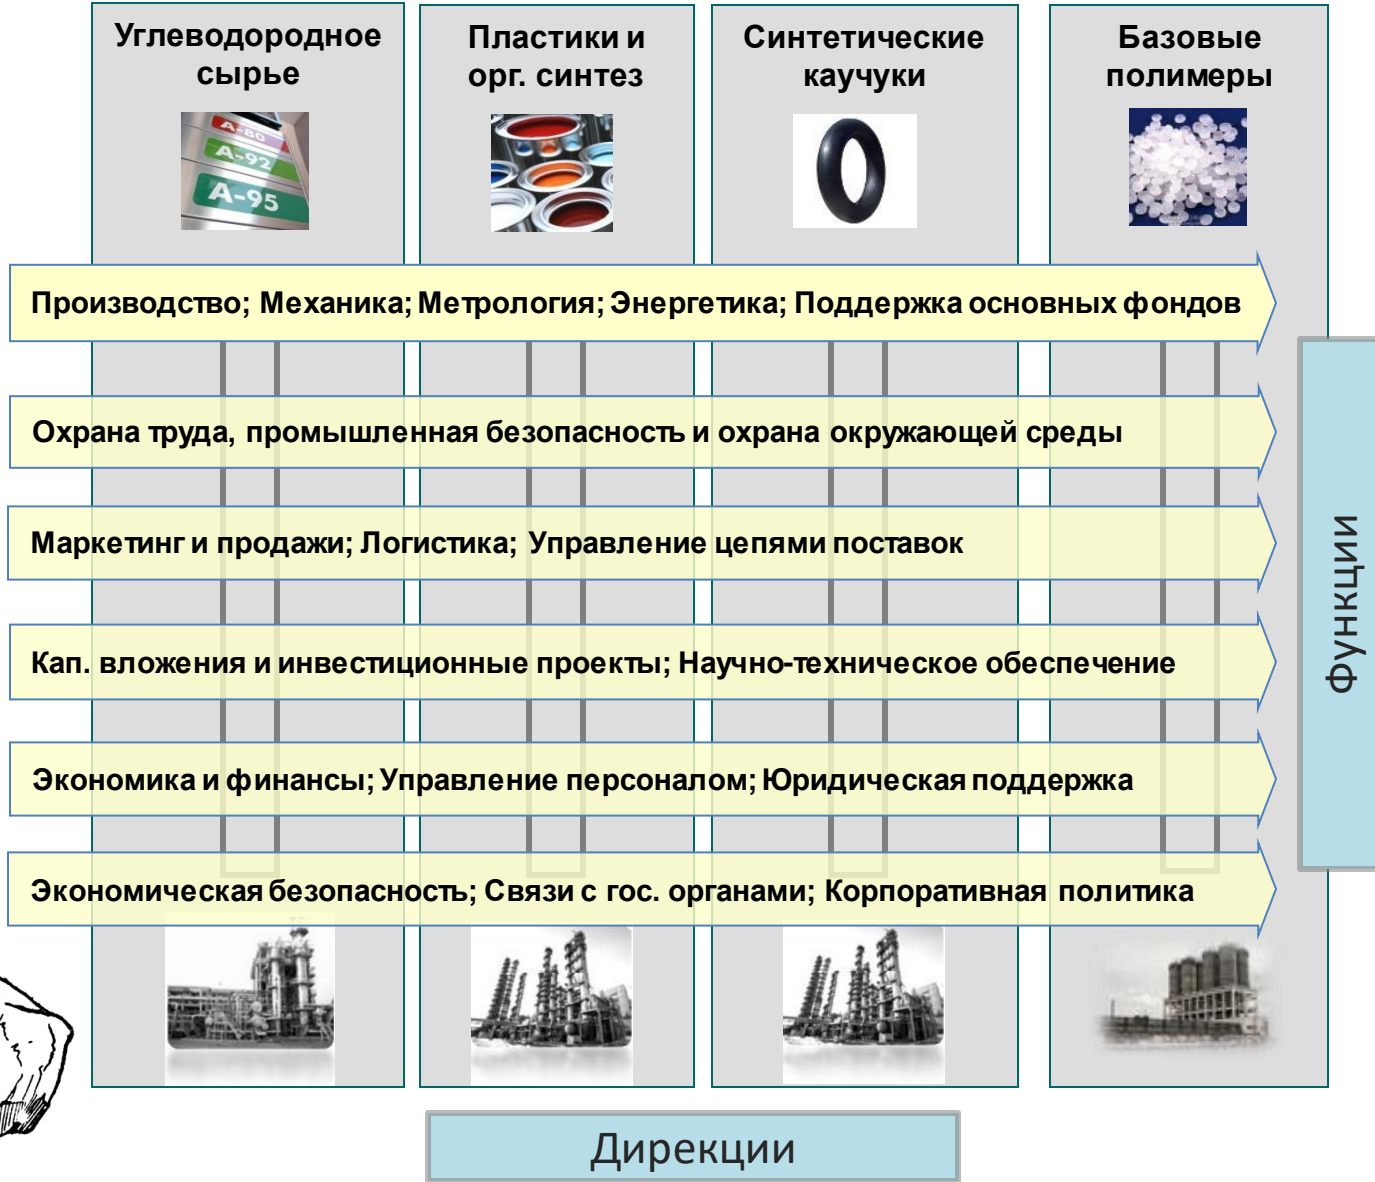 Углеводородное
сырье
Пластики и
орг. синтез
Синтетические
каучуки
Базовые
полимеры
А-80
А-92
А-95
Производство; Механика; Метрология; Энергетика; Поддержка основных фондов
Охрана труда, промышленная безопасность и охрана окружающей среды
Маркетинг и продажи; Логистика; Управление цепями поставок
Кап. вложения и инвестиционные проекты; Научно-техническое обеспечение
Экономика и финансы; Управление персоналом; Юридическая поддержка
Экономическая безопасность; Связи с гос. органами; Корпоративная политика
Функции
Дирекции